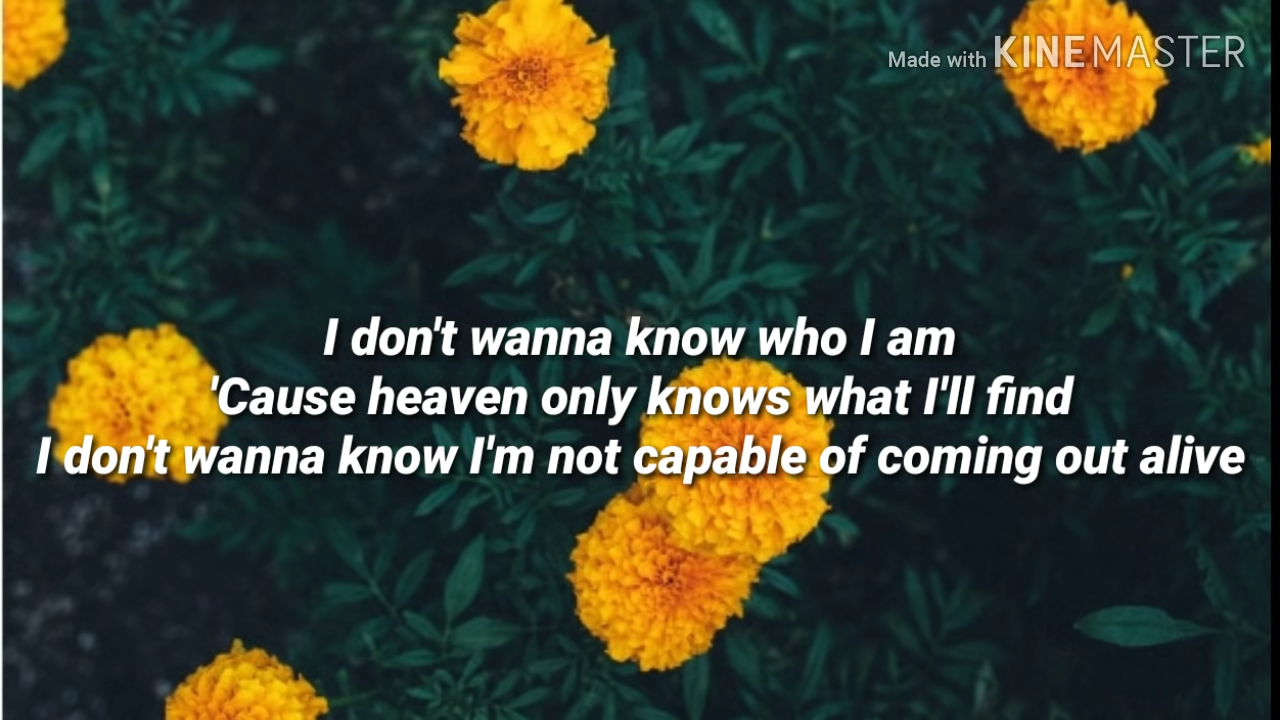 Made with KINEMASTER
I don't wanna know who I am
'Cause heaven only knows what I'll find
I don't wanna know I'm not capable of coming out alive